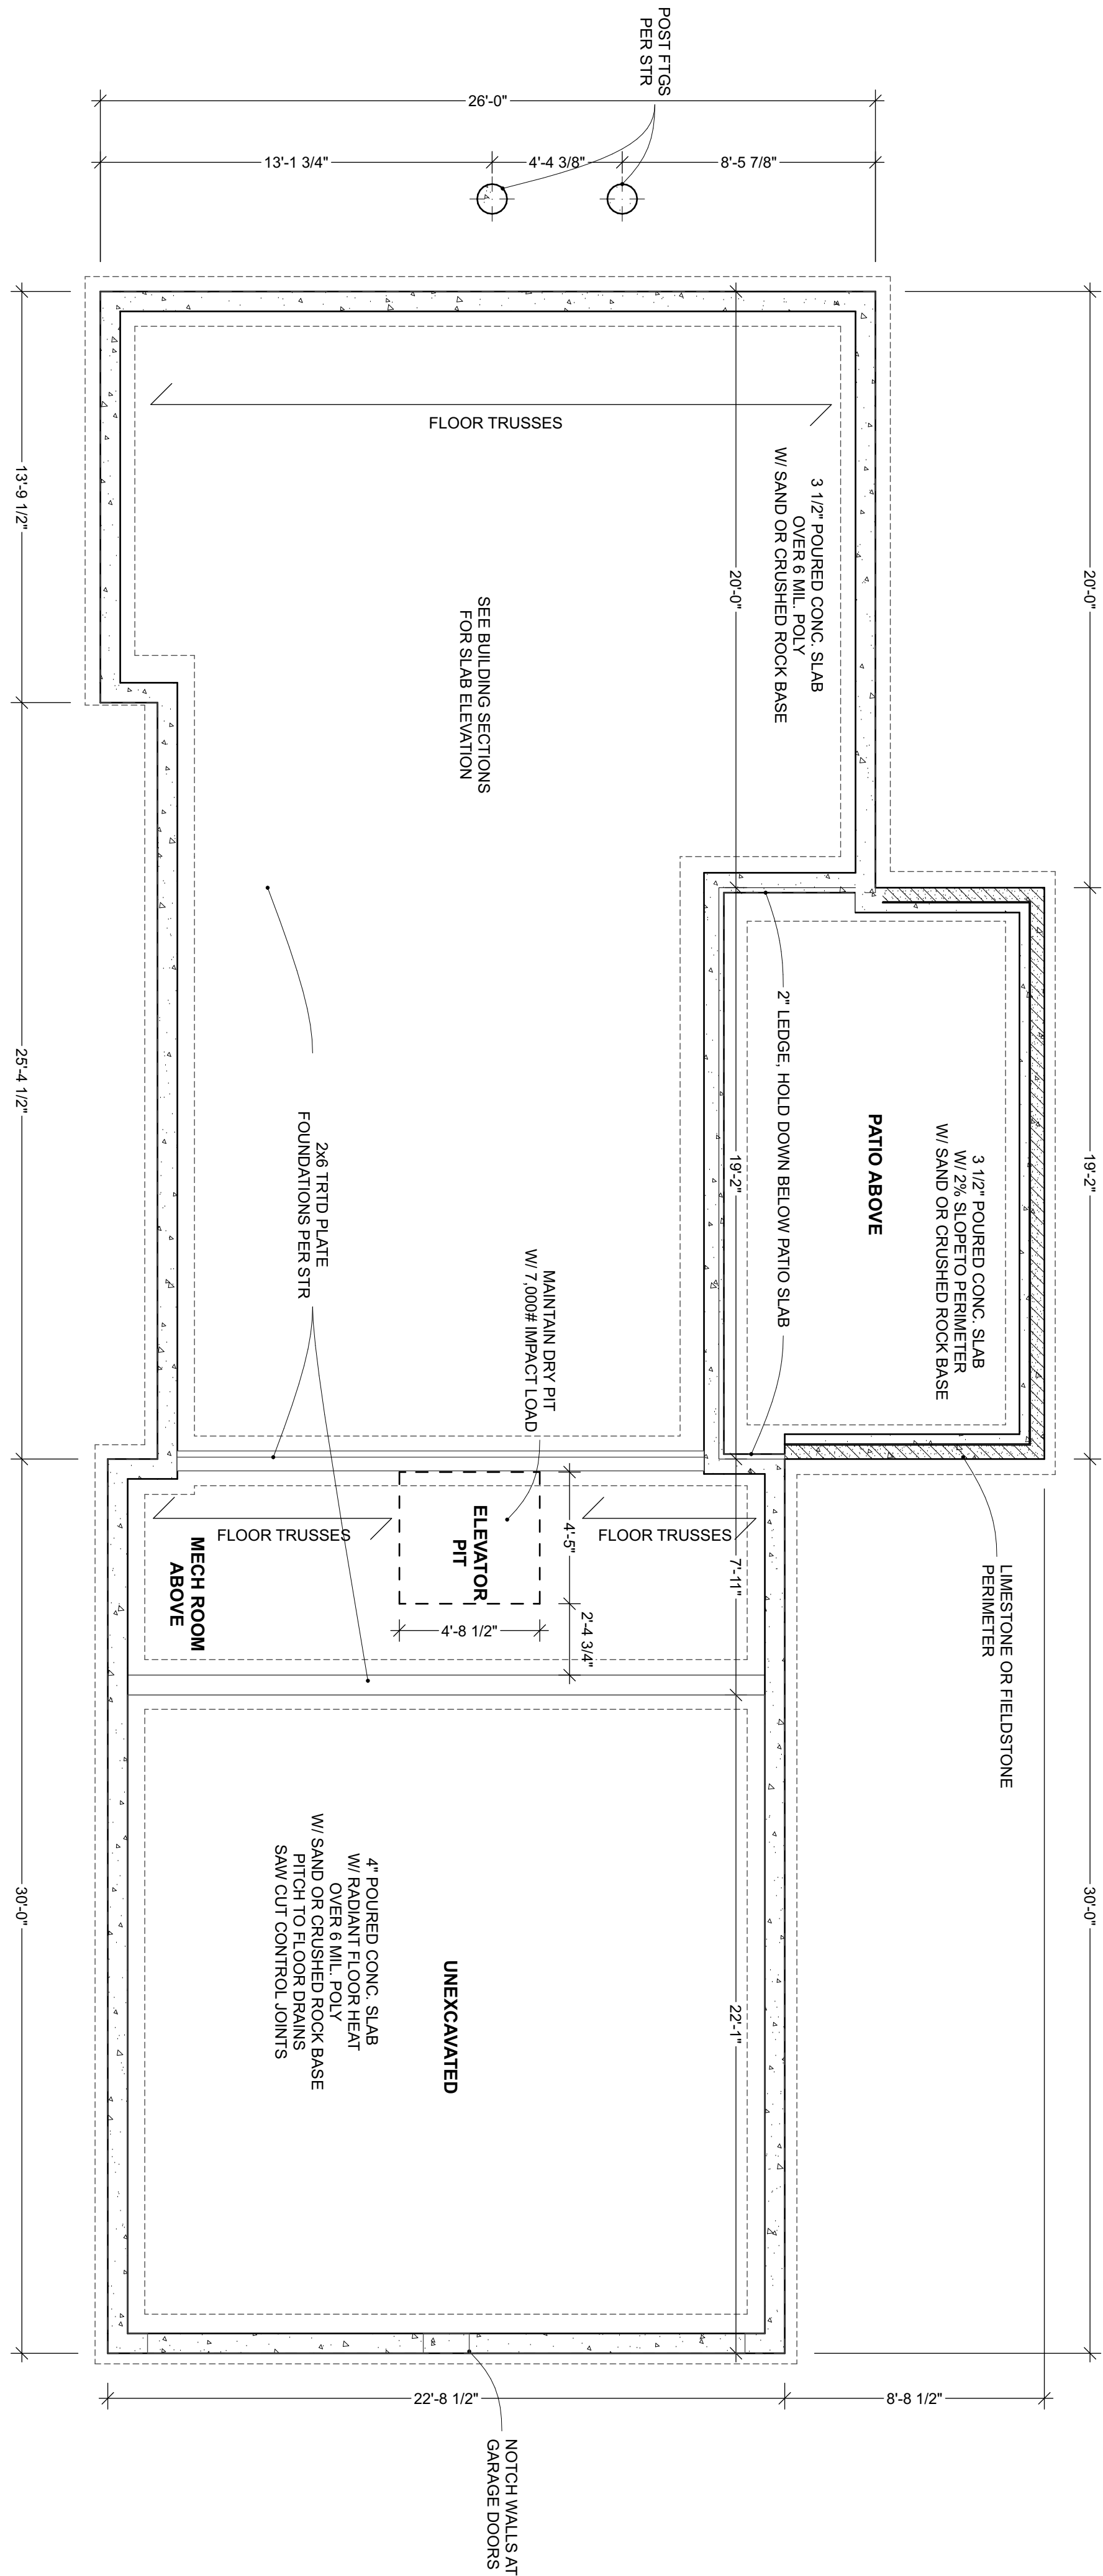 POST FTGS
PER STR
26'-0"
13'-1 3/4"
4'-4 3/8"
8'-5 7/8"
FLOOR TRUSSES
3 1/2" POURED CONC. SLAB
OVER 6 MIL. POLY
W/ SAND OR CRUSHED ROCK BASE
13'-9 1/2"
20'-0"
20'-0"
SEE BUILDING SECTIONS
FOR SLAB ELEVATION
2" LEDGE, HOLD DOWN BELOW PATIO SLAB
PATIO ABOVE
3 1/2" POURED CONC. SLAB
W/ 2% SLOPETO PERIMETER
W/ SAND OR CRUSHED ROCK BASE
25'-4 1/2"
19'-2"
19'-2"
2x6 TRTD PLATE
FOUNDATIONS PER STR
MAINTAIN DRY PIT
W/ 7,000# IMPACT LOAD
FLOOR TRUSSES
ELEVATOR
PIT
4'-5"
FLOOR TRUSSES
7'-11"
MECH ROOM
ABOVE
4'-8 1/2"
2'-4 3/4"
LIMESTONE OR FIELDSTONE
PERIMETER
4" POURED CONC. SLAB
W/ RADIANT FLOOR HEAT
OVER 6 MIL. POLY
W/ SAND OR CRUSHED ROCK BASE
PITCH TO FLOOR DRAINS
SAW CUT CONTROL JOINTS
UNEXCAVATED
30'-0"
22'-1"
30'-0"
22'-8 1/2"
8'-8 1/2"
NOTCH WALLS AT
GARAGE DOORS